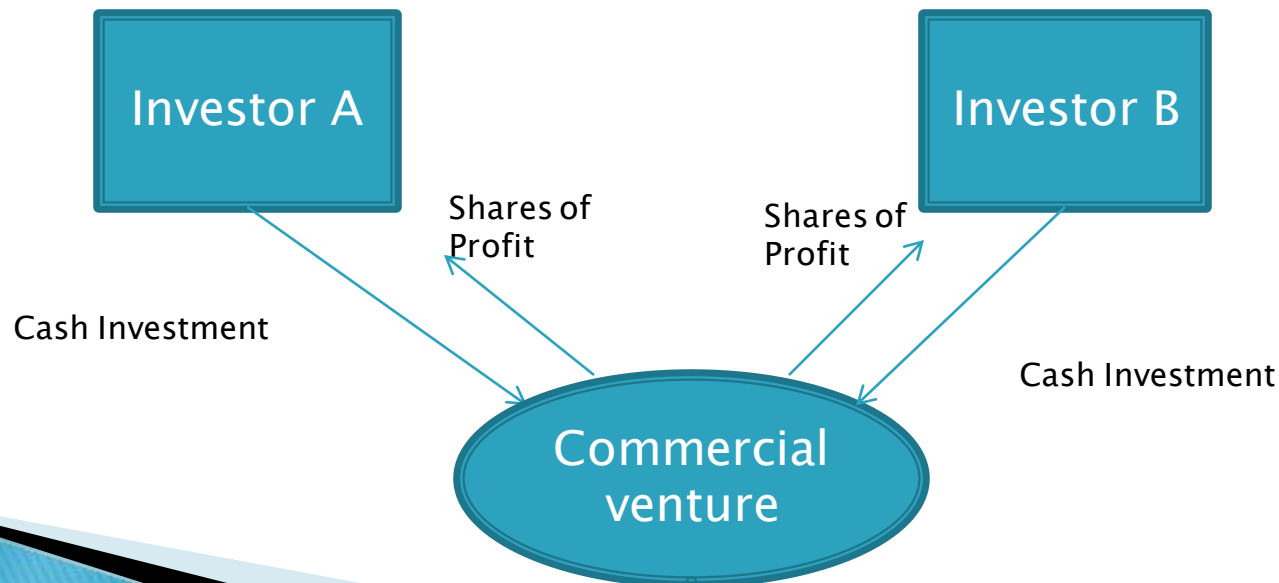 Investor A
Investor B
Shares of
Profit
Shares of
Profit
Cash Investment
Cash Investment
Commercial
venture